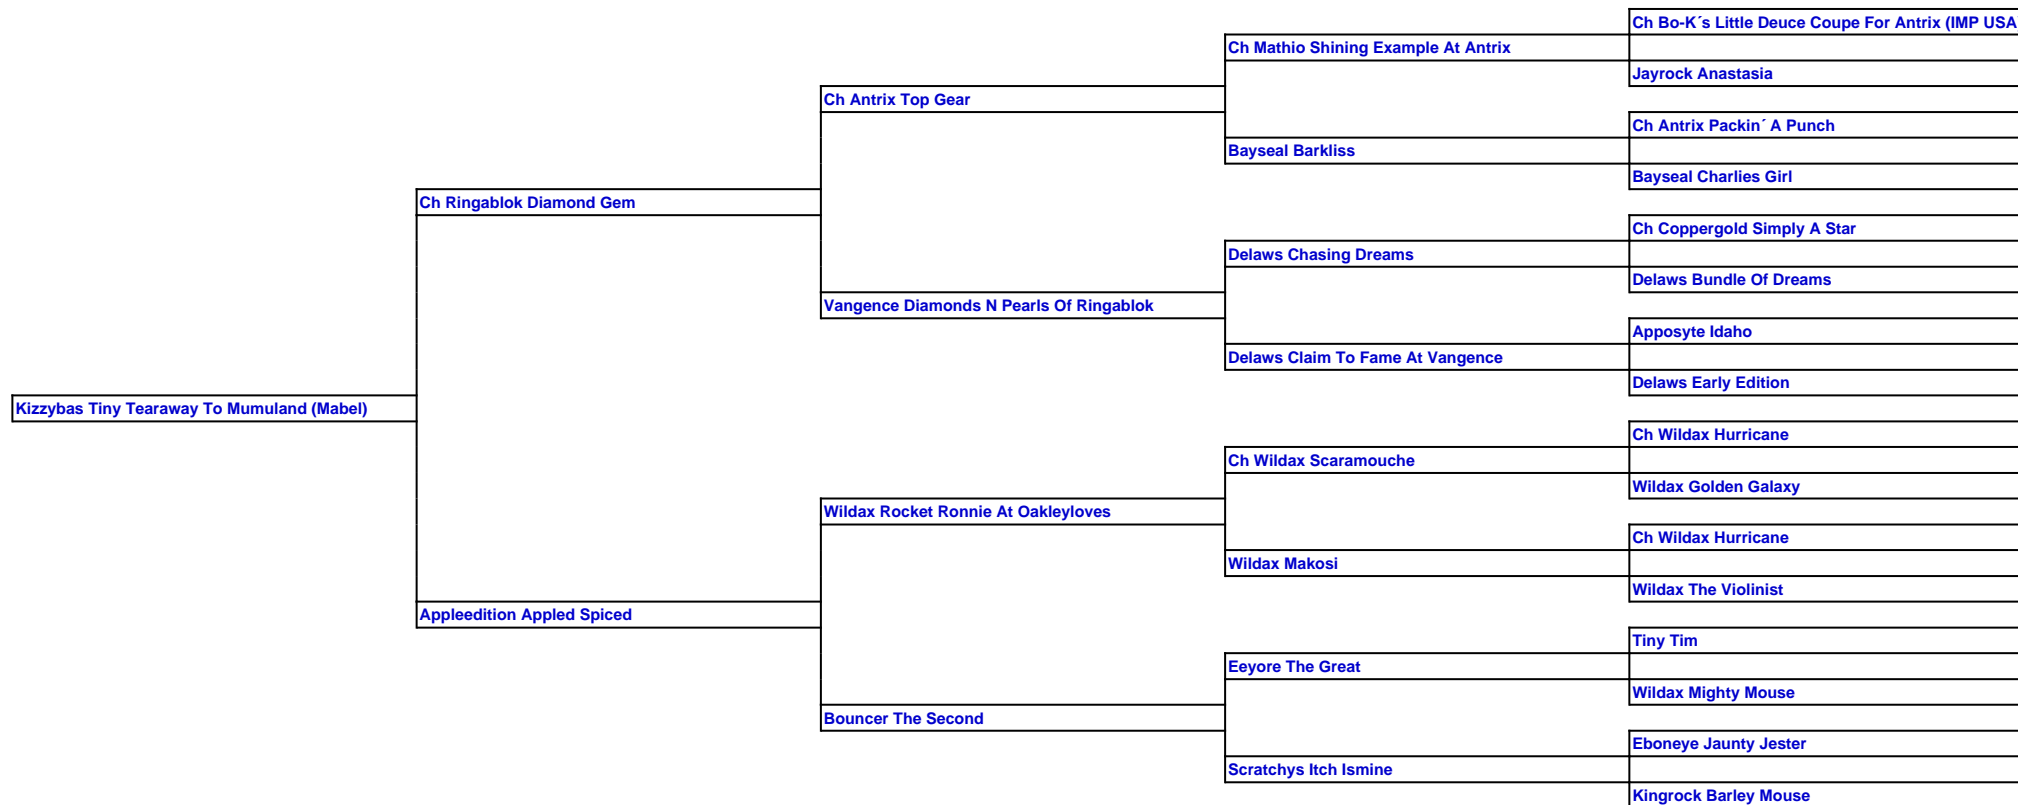 Ch Bo-K´s Little Deuce Coupe For Antrix (IMP USA
Ch Mathio Shining Example At Antrix
Jayrock Anastasia
Ch Antrix Top Gear
Ch Antrix Packin´ A Punch
Bayseal Barkliss
Bayseal Charlies Girl
Ch Ringablok Diamond Gem
Ch Coppergold Simply A Star
Delaws Chasing Dreams
Delaws Bundle Of Dreams
Vangence Diamonds N Pearls Of Ringablok
Apposyte Idaho
Delaws Claim To Fame At Vangence
Delaws Early Edition
Kizzybas Tiny Tearaway To Mumuland (Mabel)
Ch Wildax Hurricane
Ch Wildax Scaramouche
Wildax Golden Galaxy
Wildax Rocket Ronnie At Oakleyloves
Ch Wildax Hurricane
Wildax Makosi
Wildax The Violinist
Appleedition Appled Spiced
Tiny Tim
Eeyore The Great
Wildax Mighty Mouse
Bouncer The Second
Eboneye Jaunty Jester
Scratchys Itch Ismine
Kingrock Barley Mouse